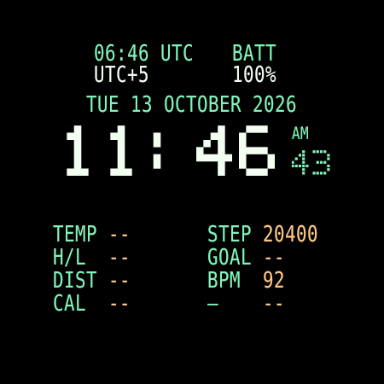 06:46 UTC BATT
UTC+5 100%
TUE 13 OCTOBER 2026
11:46 AM 43
TEMP -- STEP 20400
H/L -- GOAL --
DIST -- BPM 92
CAL -- — --